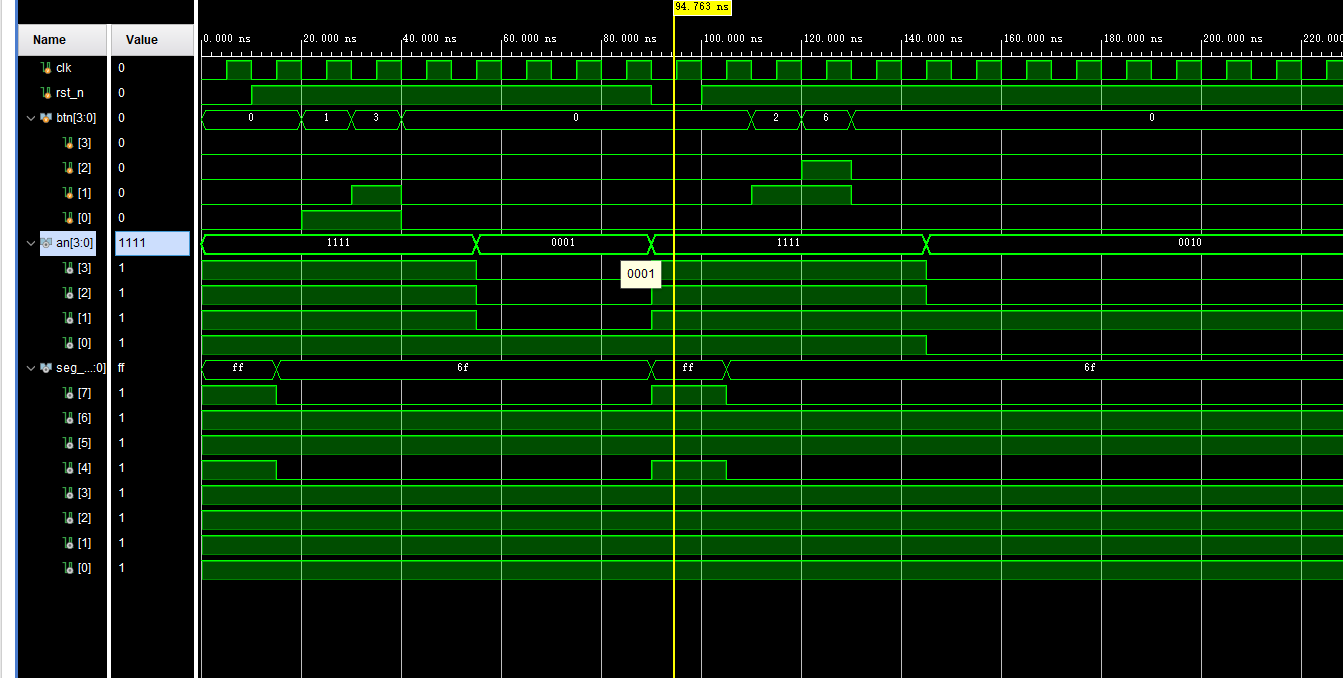 94.763 ns
Name Value 0.000 ns 20.000 ns 40.000 ns 60.000 ns 80.000 ns 100.000 ns 120.000 ns 140.000 ns 160.000 ns 180.000 ns 200.000 ns 220.00
clk 0
rst_n 0
btn[3:0] 0 0 1 3 0 2 6 0
[3] 0
[2] 0
[1] 0
[0] 0
an[3:0] 1111 1111 0001 1111 0010
[3] 1 0001
[2] 1
[1] 1
[0] 1
seg_...:0] ff ff 6f ff 6f
[7] 1
[6] 1
[5] 1
[4] 1
[3] 1
[2] 1
[1] 1
[0] 1